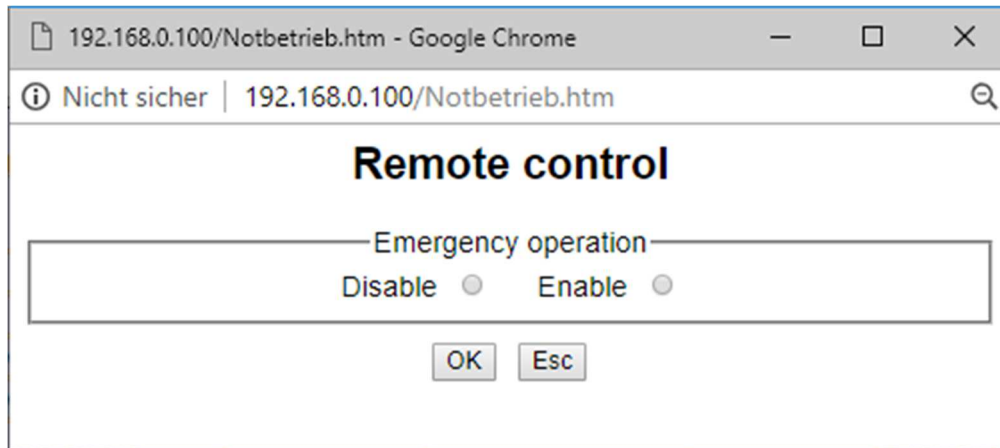 192.168.0.100/Notbetrieb.htm - Google Chrome
Nicht sicher | 192.168.0.100/Notbetrieb.htm
Remote control
Emergency operation
Disable Enable
OK Esc